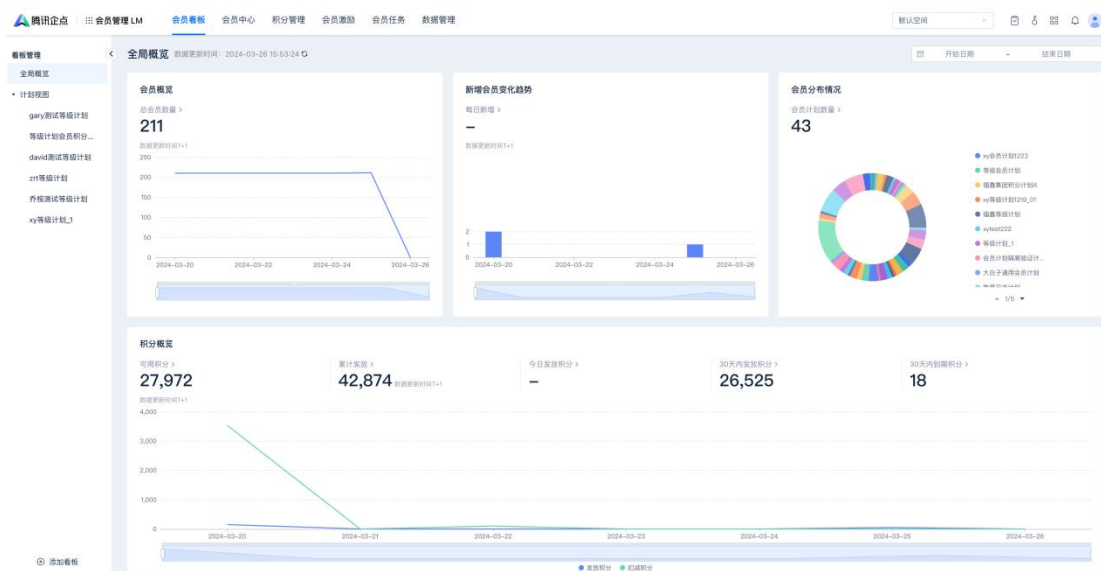 腾讯企点 会员管理 LM 会员看板 会员中心 积分管理 会员激励 会员任务 数据管理 默认空间
看板管理
全局概览
计划视图
gary测试等级计划
等级计划会员积分...
david测试等级计划
zrt等级计划
乔桉测试等级计划
xy等级计划_1
添加看板
全局概览 数据更新时间: 2024-03-26 15:53:24
开始日期 - 结束日期
会员概览
总会员数量 >
211
数据更新时间T+1
250
200
150
100
50
0
2024-03-20 2024-03-22 2024-03-24 2024-03-26
新增会员变化趋势
每日新增 >
–
数据更新时间T+1
2
1
0
2024-03-20 2024-03-22 2024-03-24 2024-03-26
会员分布情况
会员计划数量 >
43
xy会员计划1223
等级会员计划
福鑫集团积分计划A
xy等级计划1219_01
福鑫等级计划
xytest222
等级计划_1
会员计划隔离验证计...
大白子通用会员计划
1/5
积分概览
可用积分 >
27,972
数据更新时间T+1
累计发放 >
42,874 数据更新时间T+1
今日发放积分 >
–
30天内发放积分 >
26,525
30天内到期积分 >
18
4,000
3,000
2,000
1,000
0
2024-03-20 2024-03-21 2024-03-22 2024-03-23 2024-03-24 2024-03-25 2024-03-26
发放积分 扣减积分